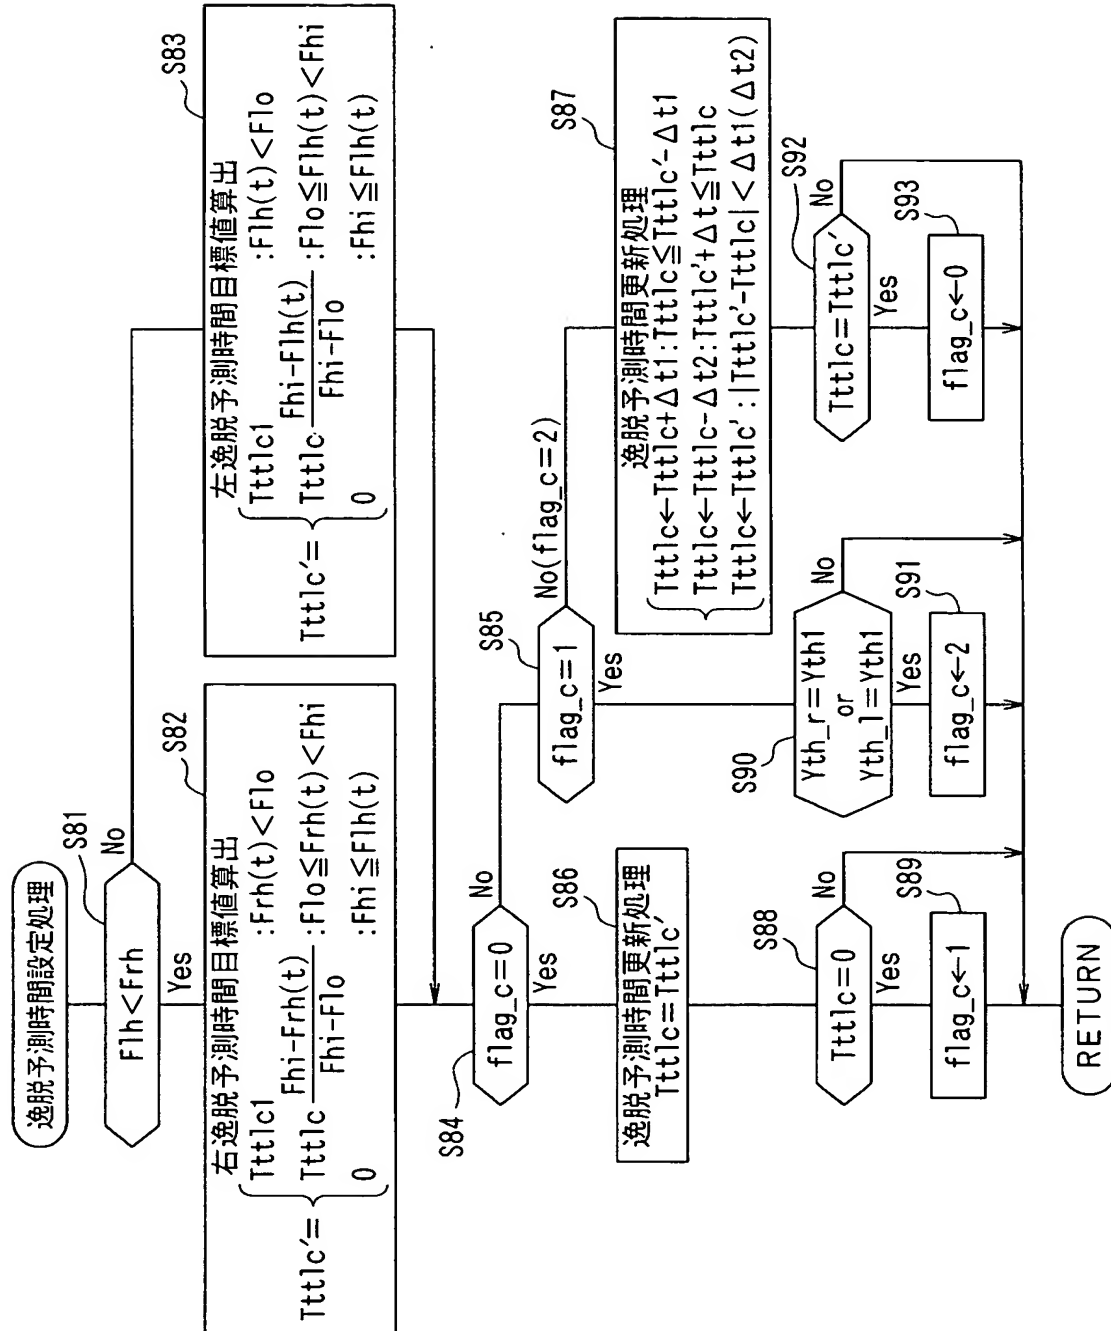 逸脱予測時間設定処理
S81
Flh<Frh
No
Yes
S82
右逸脱予測時間目標値算出
Tttlc'=
Tttlc1 :Frh(t)<Flo
Tttlc Fhi-Frh(t) :Flo≦Frh(t)<Fhi
Fhi-Flo
0 :Fhi≦Flh(t)
S83
左逸脱予測時間目標値算出
Tttlc'=
Tttlc1 :Flh(t)<Flo
Tttlc Fhi-Flh(t) :Flo≦Flh(t)<Fhi
Fhi-Flo
0 :Fhi≦Flh(t)
S84
flag_c=0
No
Yes
S85
flag_c=1
No(flag_c=2)
Yes
S86
逸脱予測時間更新処理
Tttlc=Tttlc'
S87
逸脱予測時間更新処理
Tttlc←Tttlc+Δt1:Tttlc≦Tttlc'-Δt1
Tttlc←Tttlc-Δt2:Tttlc'+Δt≦Tttlc
Tttlc←Tttlc':|Tttlc'-Tttlc|<Δt1(Δt2)
S88
Tttlc=0
No
Yes
S89
flag_c←1
S90
Yth_r=Yth1
or
Yth_l=Yth1
No
Yes
S91
flag_c←2
S92
Tttlc=Tttlc'
No
Yes
S93
flag_c←0
RETURN